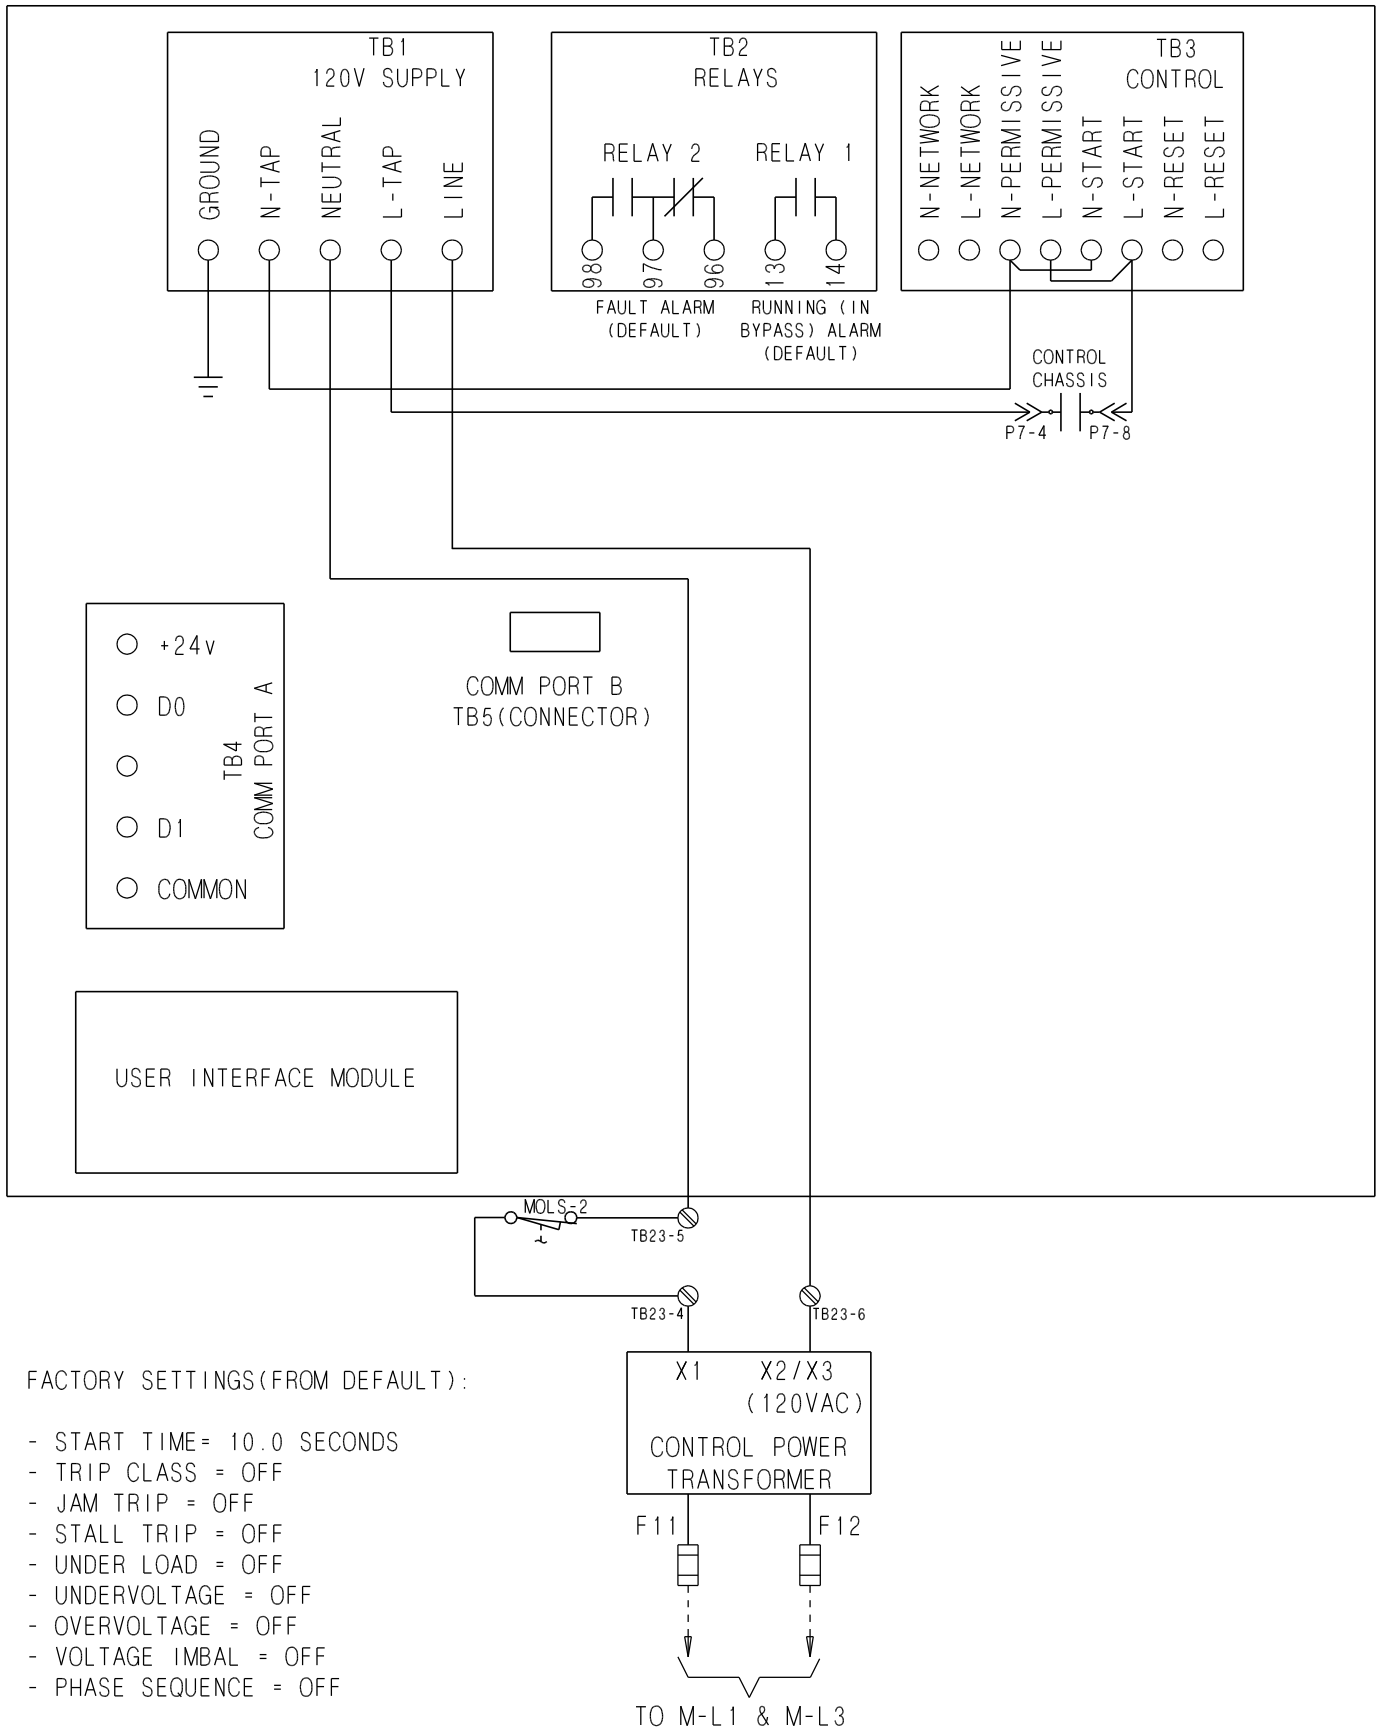 TB1
120V SUPPLY
GROUND
N-TAP
NEUTRAL
L-TAP
LINE
TB2
RELAYS
RELAY 2
RELAY 1
98
97
96
13
14
FAULT ALARM
(DEFAULT)
RUNNING (IN
BYPASS) ALARM
(DEFAULT)
TB3
CONTROL
N-NETWORK
L-NETWORK
N-PERMISSIVE
L-PERMISSIVE
N-START
L-START
N-RESET
L-RESET
CONTROL
CHASSIS
P7-4
P7-8
+24v
D0
D1
COMMON
TB4
COMM PORT A
COMM PORT B
TB5(CONNECTOR)
USER INTERFACE MODULE
MOLS-2
TB23-5
TB23-4
TB23-6
X1
X2/X3
(120VAC)
CONTROL POWER
TRANSFORMER
F11
F12
TO M-L1 & M-L3
FACTORY SETTINGS(FROM DEFAULT):
- START TIME= 10.0 SECONDS
- TRIP CLASS = OFF
- JAM TRIP = OFF
- STALL TRIP = OFF
- UNDER LOAD = OFF
- UNDERVOLTAGE = OFF
- OVERVOLTAGE = OFF
- VOLTAGE IMBAL = OFF
- PHASE SEQUENCE = OFF